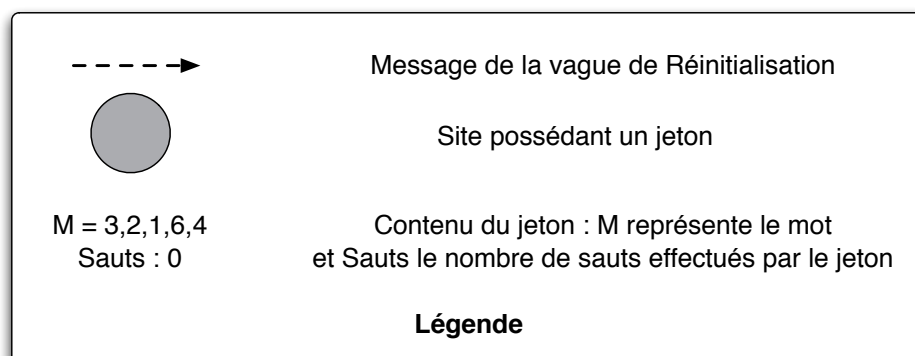 Message de la vague de Réinitialisation
Site possédant un jeton
M = 3,2,1,6,4
Sauts : 0
Contenu du jeton : M représente le mot
et Sauts le nombre de sauts effectués par le jeton
Légende